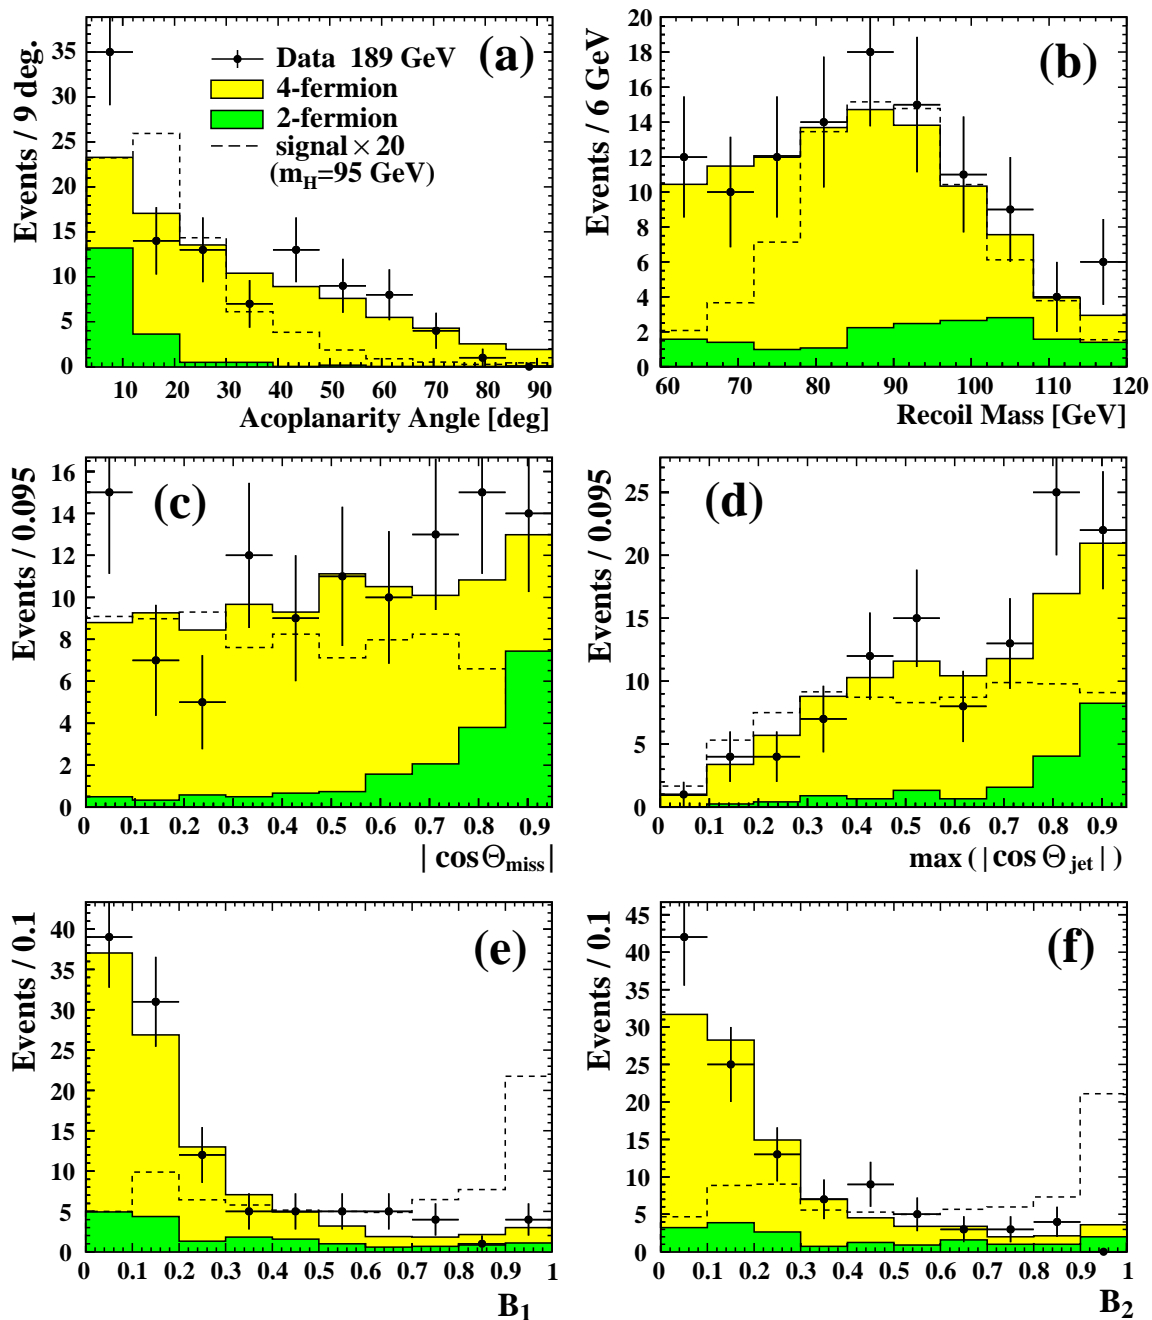 (a)
Data 189 GeV
4-fermion
2-fermion
signal × 20
(m_H=95 GeV)
Events / 9 deg.
35
30
25
20
15
10
5
0
10 20 30 40 50 60 70 80 90
Acoplanarity Angle [deg]
(b)
Events / 6 GeV
20
18
16
14
12
10
8
6
4
2
0
60 70 80 90 100 110 120
Recoil Mass [GeV]
(c)
Events / 0.095
16
14
12
10
8
6
4
2
0
0 0.1 0.2 0.3 0.4 0.5 0.6 0.7 0.8 0.9
| cos Θ_miss |
(d)
Events / 0.095
25
20
15
10
5
0
0 0.1 0.2 0.3 0.4 0.5 0.6 0.7 0.8 0.9
max ( | cos Θ_jet | )
(e)
Events / 0.1
40
35
30
25
20
15
10
5
0
0 0.1 0.2 0.3 0.4 0.5 0.6 0.7 0.8 0.9 1
B₁
(f)
Events / 0.1
45
40
35
30
25
20
15
10
5
0
0 0.1 0.2 0.3 0.4 0.5 0.6 0.7 0.8 0.9 1
B₂